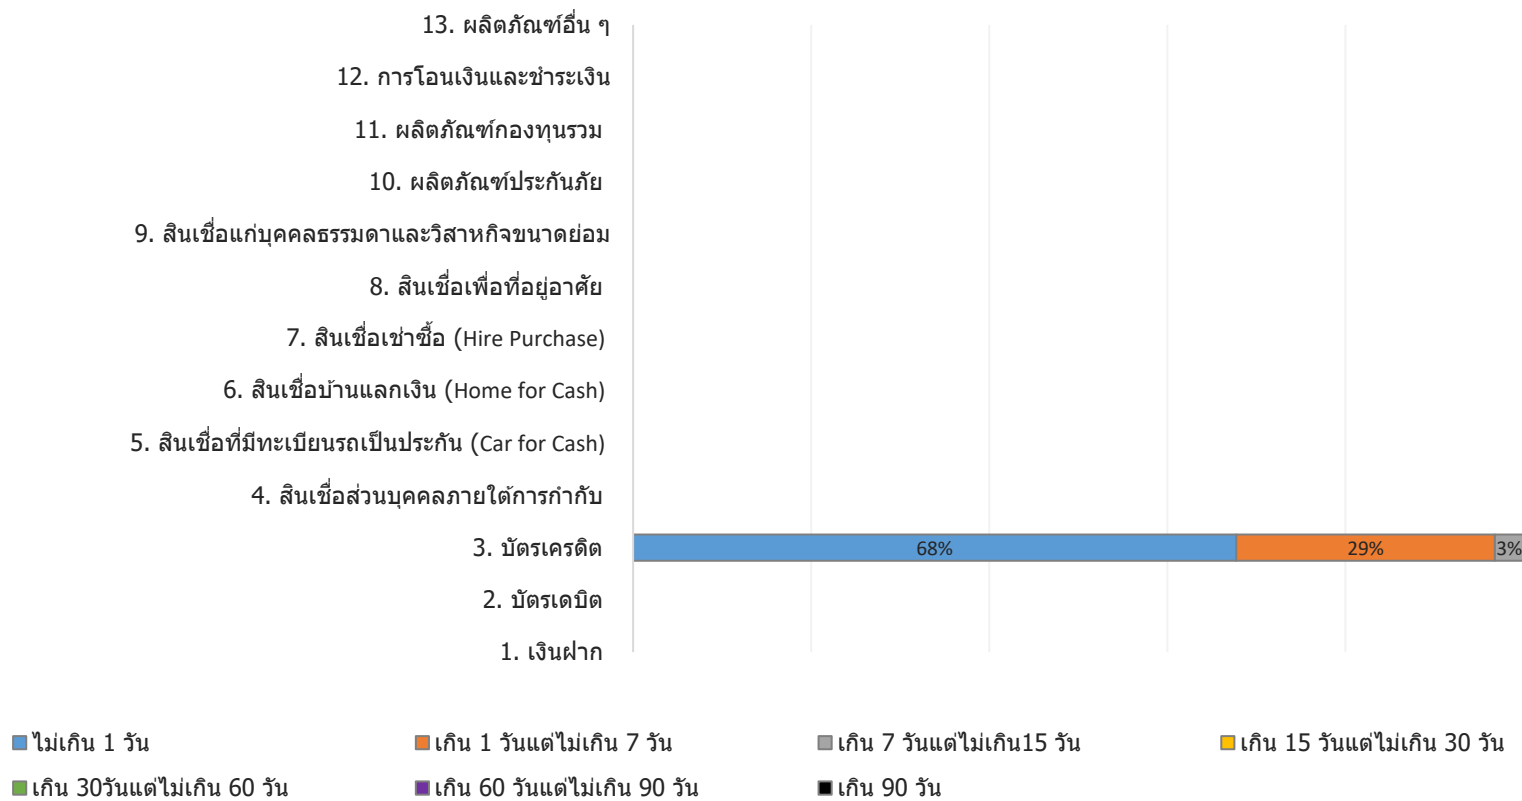 13. ผลิตภัณฑ์อื่น ๆ
12. การโอนเงินและชำระเงิน
11. ผลิตภัณฑ์กองทุนรวม
10. ผลิตภัณฑ์ประกันภัย
9. สินเชื่อแก่บุคคลธรรมดาและวิสาหกิจขนาดย่อม
8. สินเชื่อเพื่อที่อยู่อาศัย
7. สินเชื่อเช่าซื้อ (Hire Purchase)
6. สินเชื่อบ้านแลกเงิน (Home for Cash)
5. สินเชื่อที่มีทะเบียนรถเป็นประกัน (Car for Cash)
4. สินเชื่อส่วนบุคคลภายใต้การกำกับ
3. บัตรเครดิต 68% 29% 3%
2. บัตรเดบิต
1. เงินฝาก
ไม่เกิน 1 วัน เกิน 1 วันแต่ไม่เกิน 7 วัน เกิน 7 วันแต่ไม่เกิน15 วัน เกิน 15 วันแต่ไม่เกิน 30 วัน
เกิน 30วันแต่ไม่เกิน 60 วัน เกิน 60 วันแต่ไม่เกิน 90 วัน เกิน 90 วัน